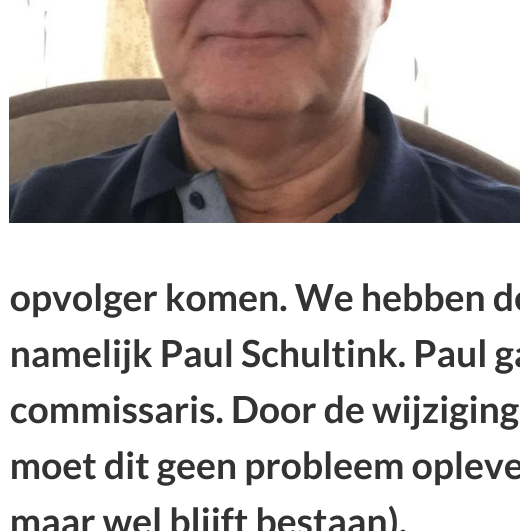 opvolger komen. We hebben de
namelijk Paul Schultink. Paul ga
commissaris. Door de wijziging
moet dit geen probleem opleve
maar wel blijft bestaan).